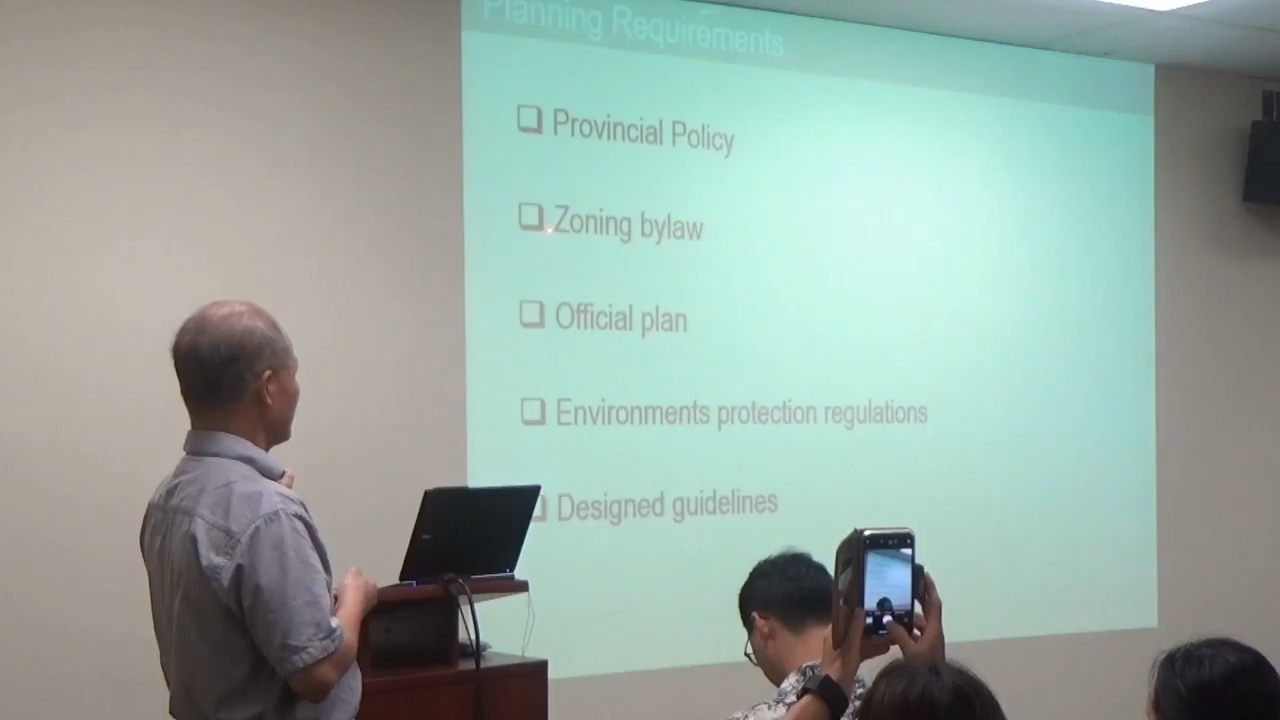 Planning Requirements
Provincial Policy
Zoning bylaw
Official plan
Environments protection regulations
Designed guidelines